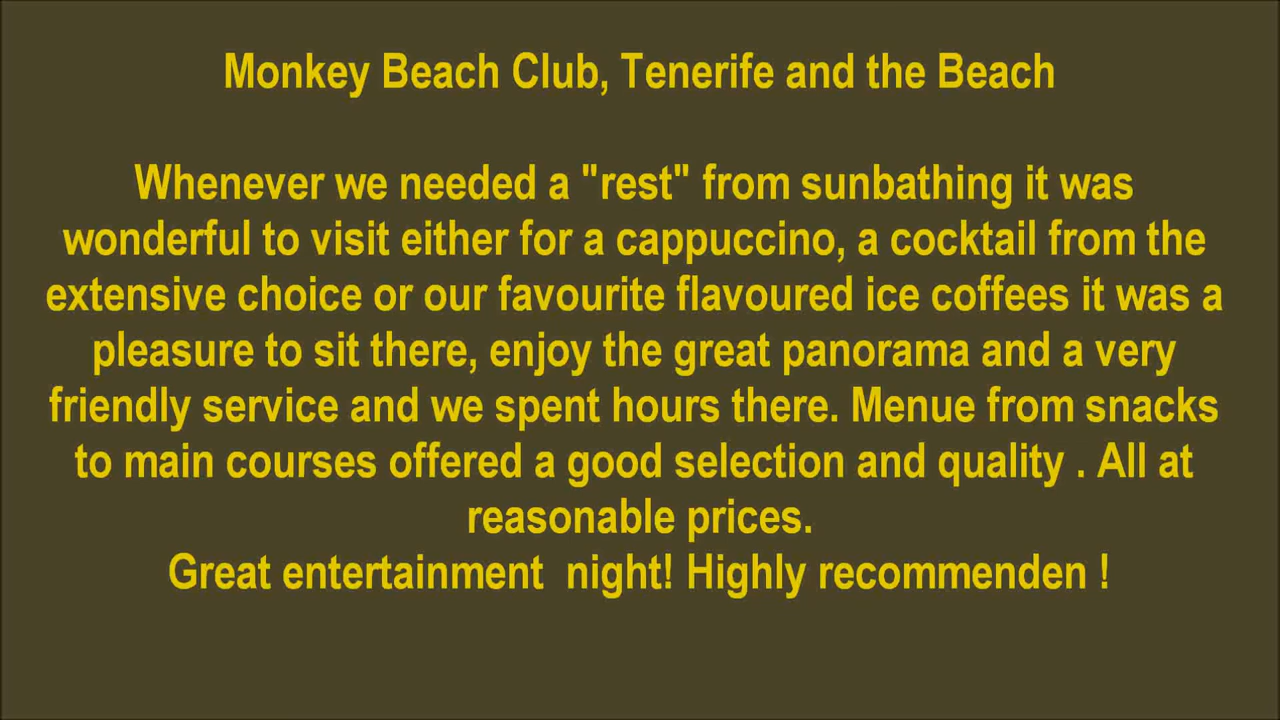 Monkey Beach Club, Tenerife and the Beach
Whenever we needed a "rest" from sunbathing it was
wonderful to visit either for a cappuccino, a cocktail from the
extensive choice or our favourite flavoured ice coffees it was a
pleasure to sit there, enjoy the great panorama and a very
friendly service and we spent hours there. Menue from snacks
to main courses offered a good selection and quality . All at
reasonable prices.
Great entertainment  night! Highly recommenden !